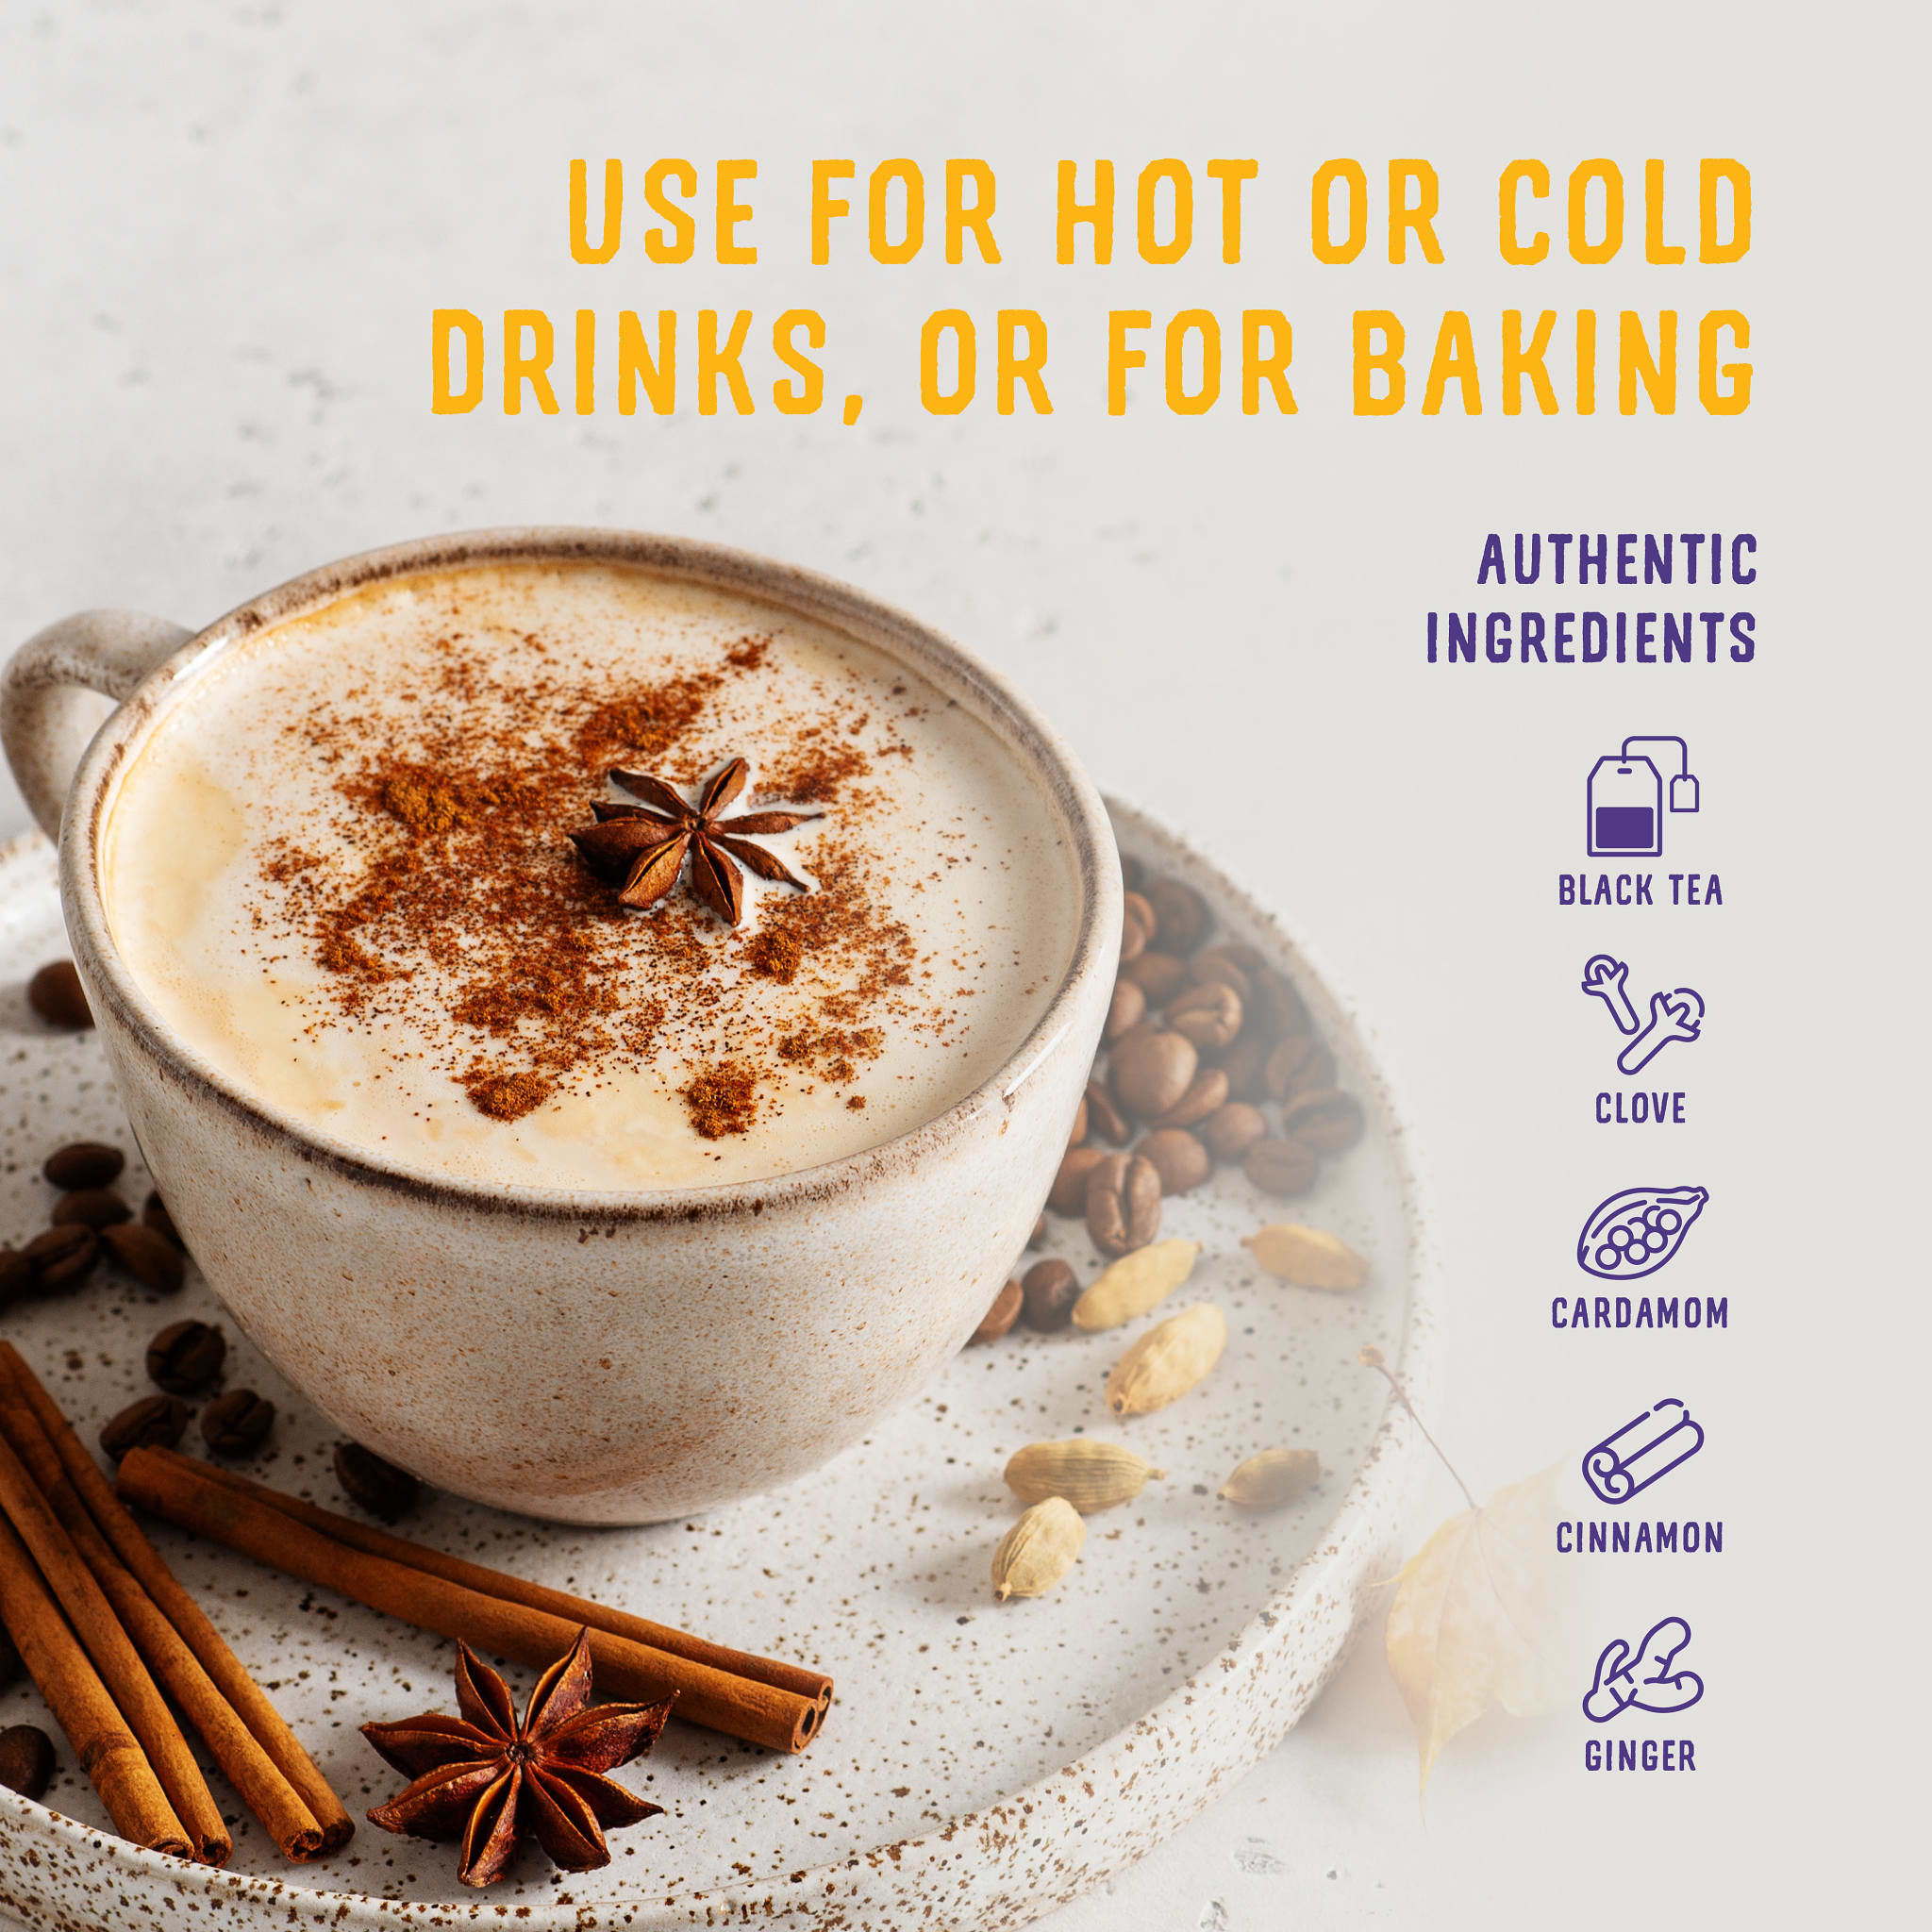 USE FOR HOT OR COLD
DRINKS, OR FOR BAKING
AUTHENTIC
INGREDIENTS
BLACK TEA
CLOVE
CARDAMOM
CINNAMON
GINGER